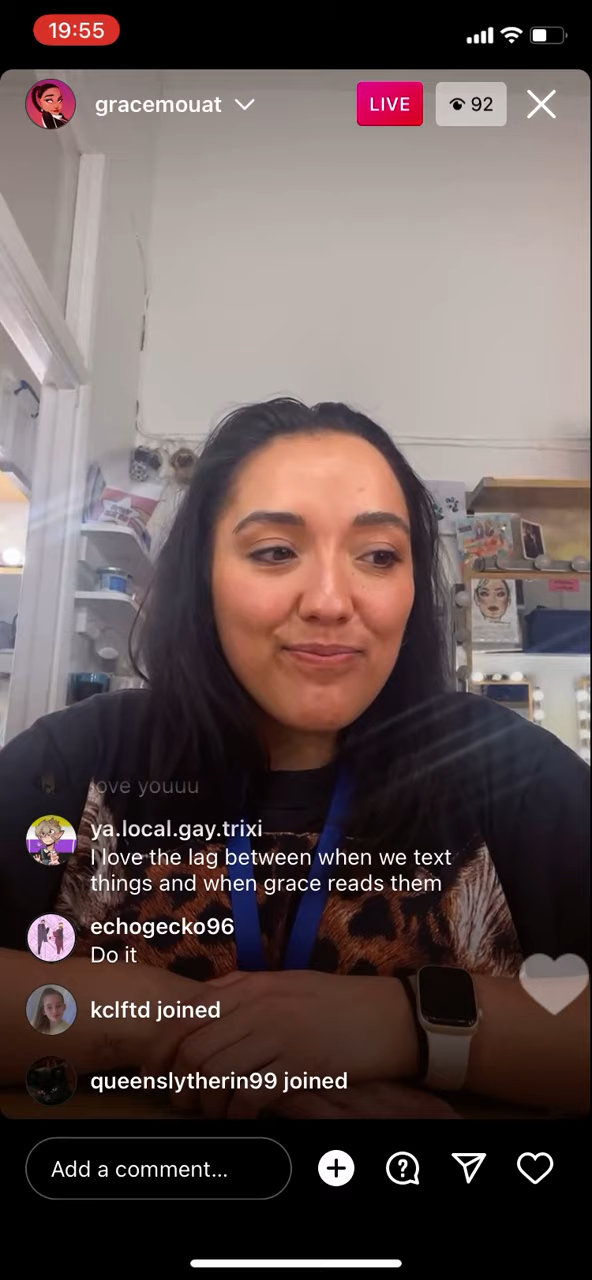 19:55
gracemouat
LIVE
92
love youuu
ya.local.gay.trixi
I love the lag between when we text
things and when grace reads them
echogecko96
Do it
kclftd joined
queenslytherin99 joined
Add a comment...